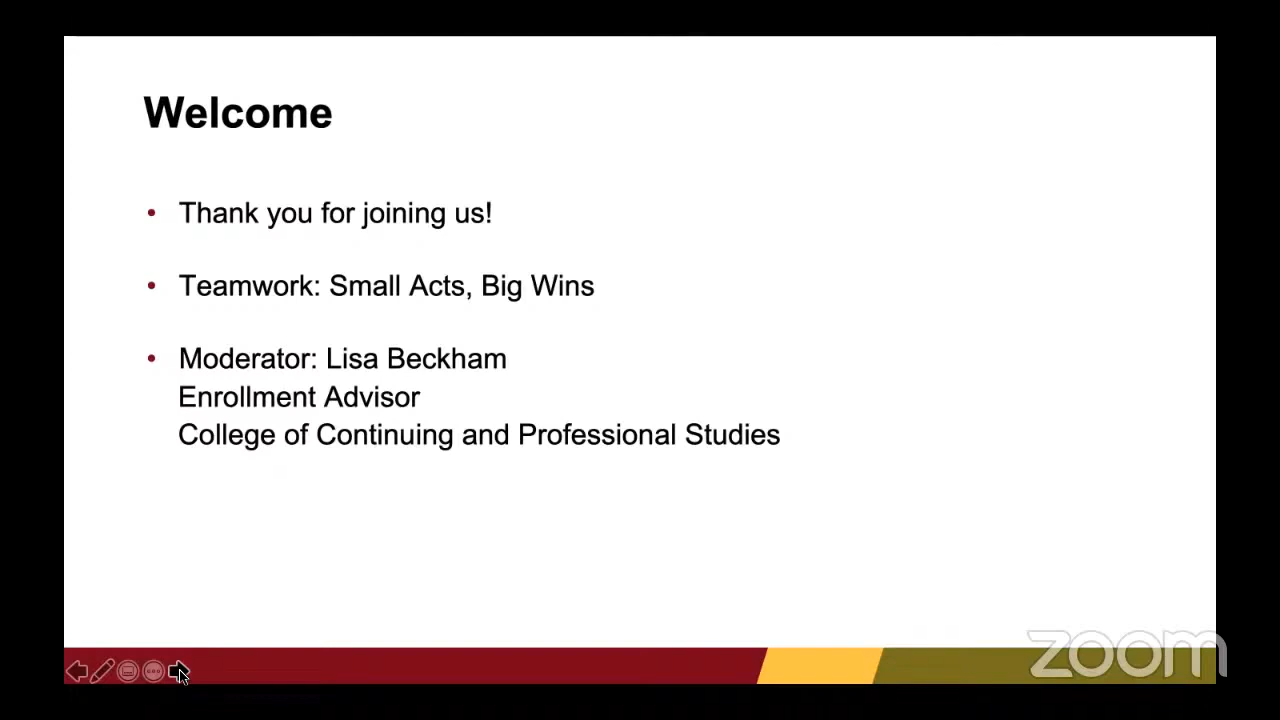 Welcome
• Thank you for joining us!
• Teamwork: Small Acts, Big Wins
• Moderator: Lisa Beckham
Enrollment Advisor
College of Continuing and Professional Studies
zoom